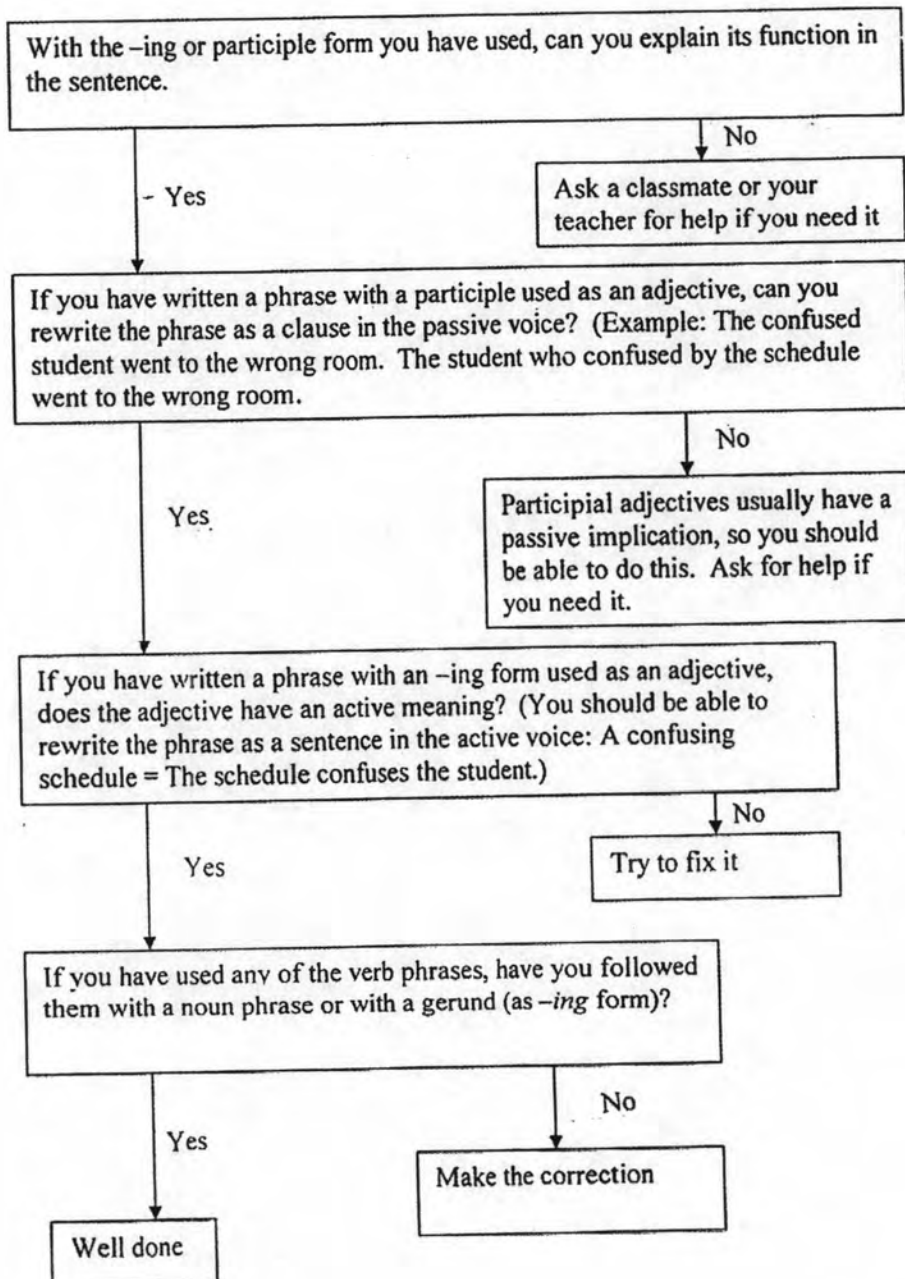 With the –ing or participle form you have used, can you explain its function in
the sentence.
No
- Yes
Ask a classmate or your
teacher for help if you need it
If you have written a phrase with a participle used as an adjective, can you
rewrite the phrase as a clause in the passive voice? (Example: The confused
student went to the wrong room. The student who confused by the schedule
went to the wrong room.
No
Yes
Participial adjectives usually have a
passive implication, so you should
be able to do this. Ask for help if
you need it.
If you have written a phrase with an –ing form used as an adjective,
does the adjective have an active meaning? (You should be able to
rewrite the phrase as a sentence in the active voice: A confusing
schedule = The schedule confuses the student.)
No
Yes
Try to fix it
If you have used any of the verb phrases, have you followed
them with a noun phrase or with a gerund (as –ing form)?
No
Yes
Make the correction
Well done